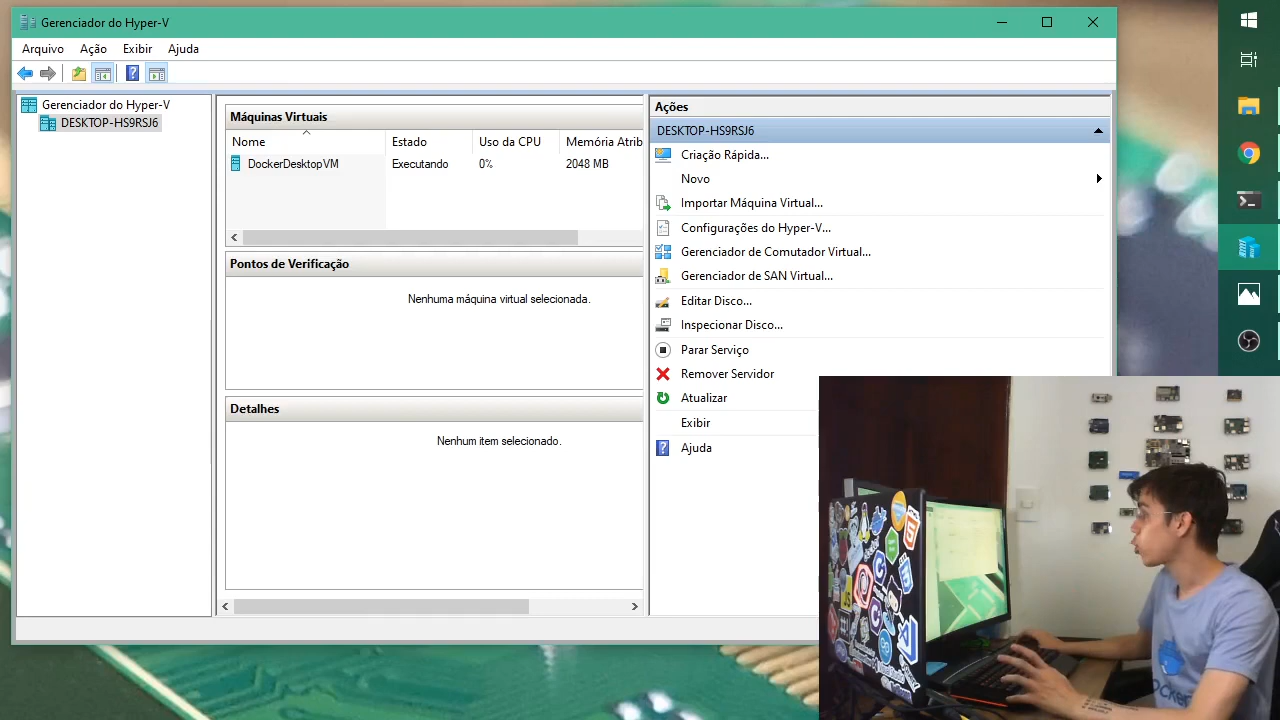 Gerenciador do Hyper-V
Arquivo Ação Exibir Ajuda
Gerenciador do Hyper-V
DESKTOP-HS9RSJ6
Máquinas Virtuais
Nome Estado Uso da CPU Memória Atrib
DockerDesktopVM Executando 0% 2048 MB
Pontos de Verificação
Nenhuma máquina virtual selecionada.
Detalhes
Nenhum item selecionado.
Ações
DESKTOP-HS9RSJ6
Criação Rápida...
Novo
Importar Máquina Virtual...
Configurações do Hyper-V...
Gerenciador de Comutador Virtual...
Gerenciador de SAN Virtual...
Editar Disco...
Inspecionar Disco...
Parar Serviço
Remover Servidor
Atualizar
Exibir
Ajuda
JS